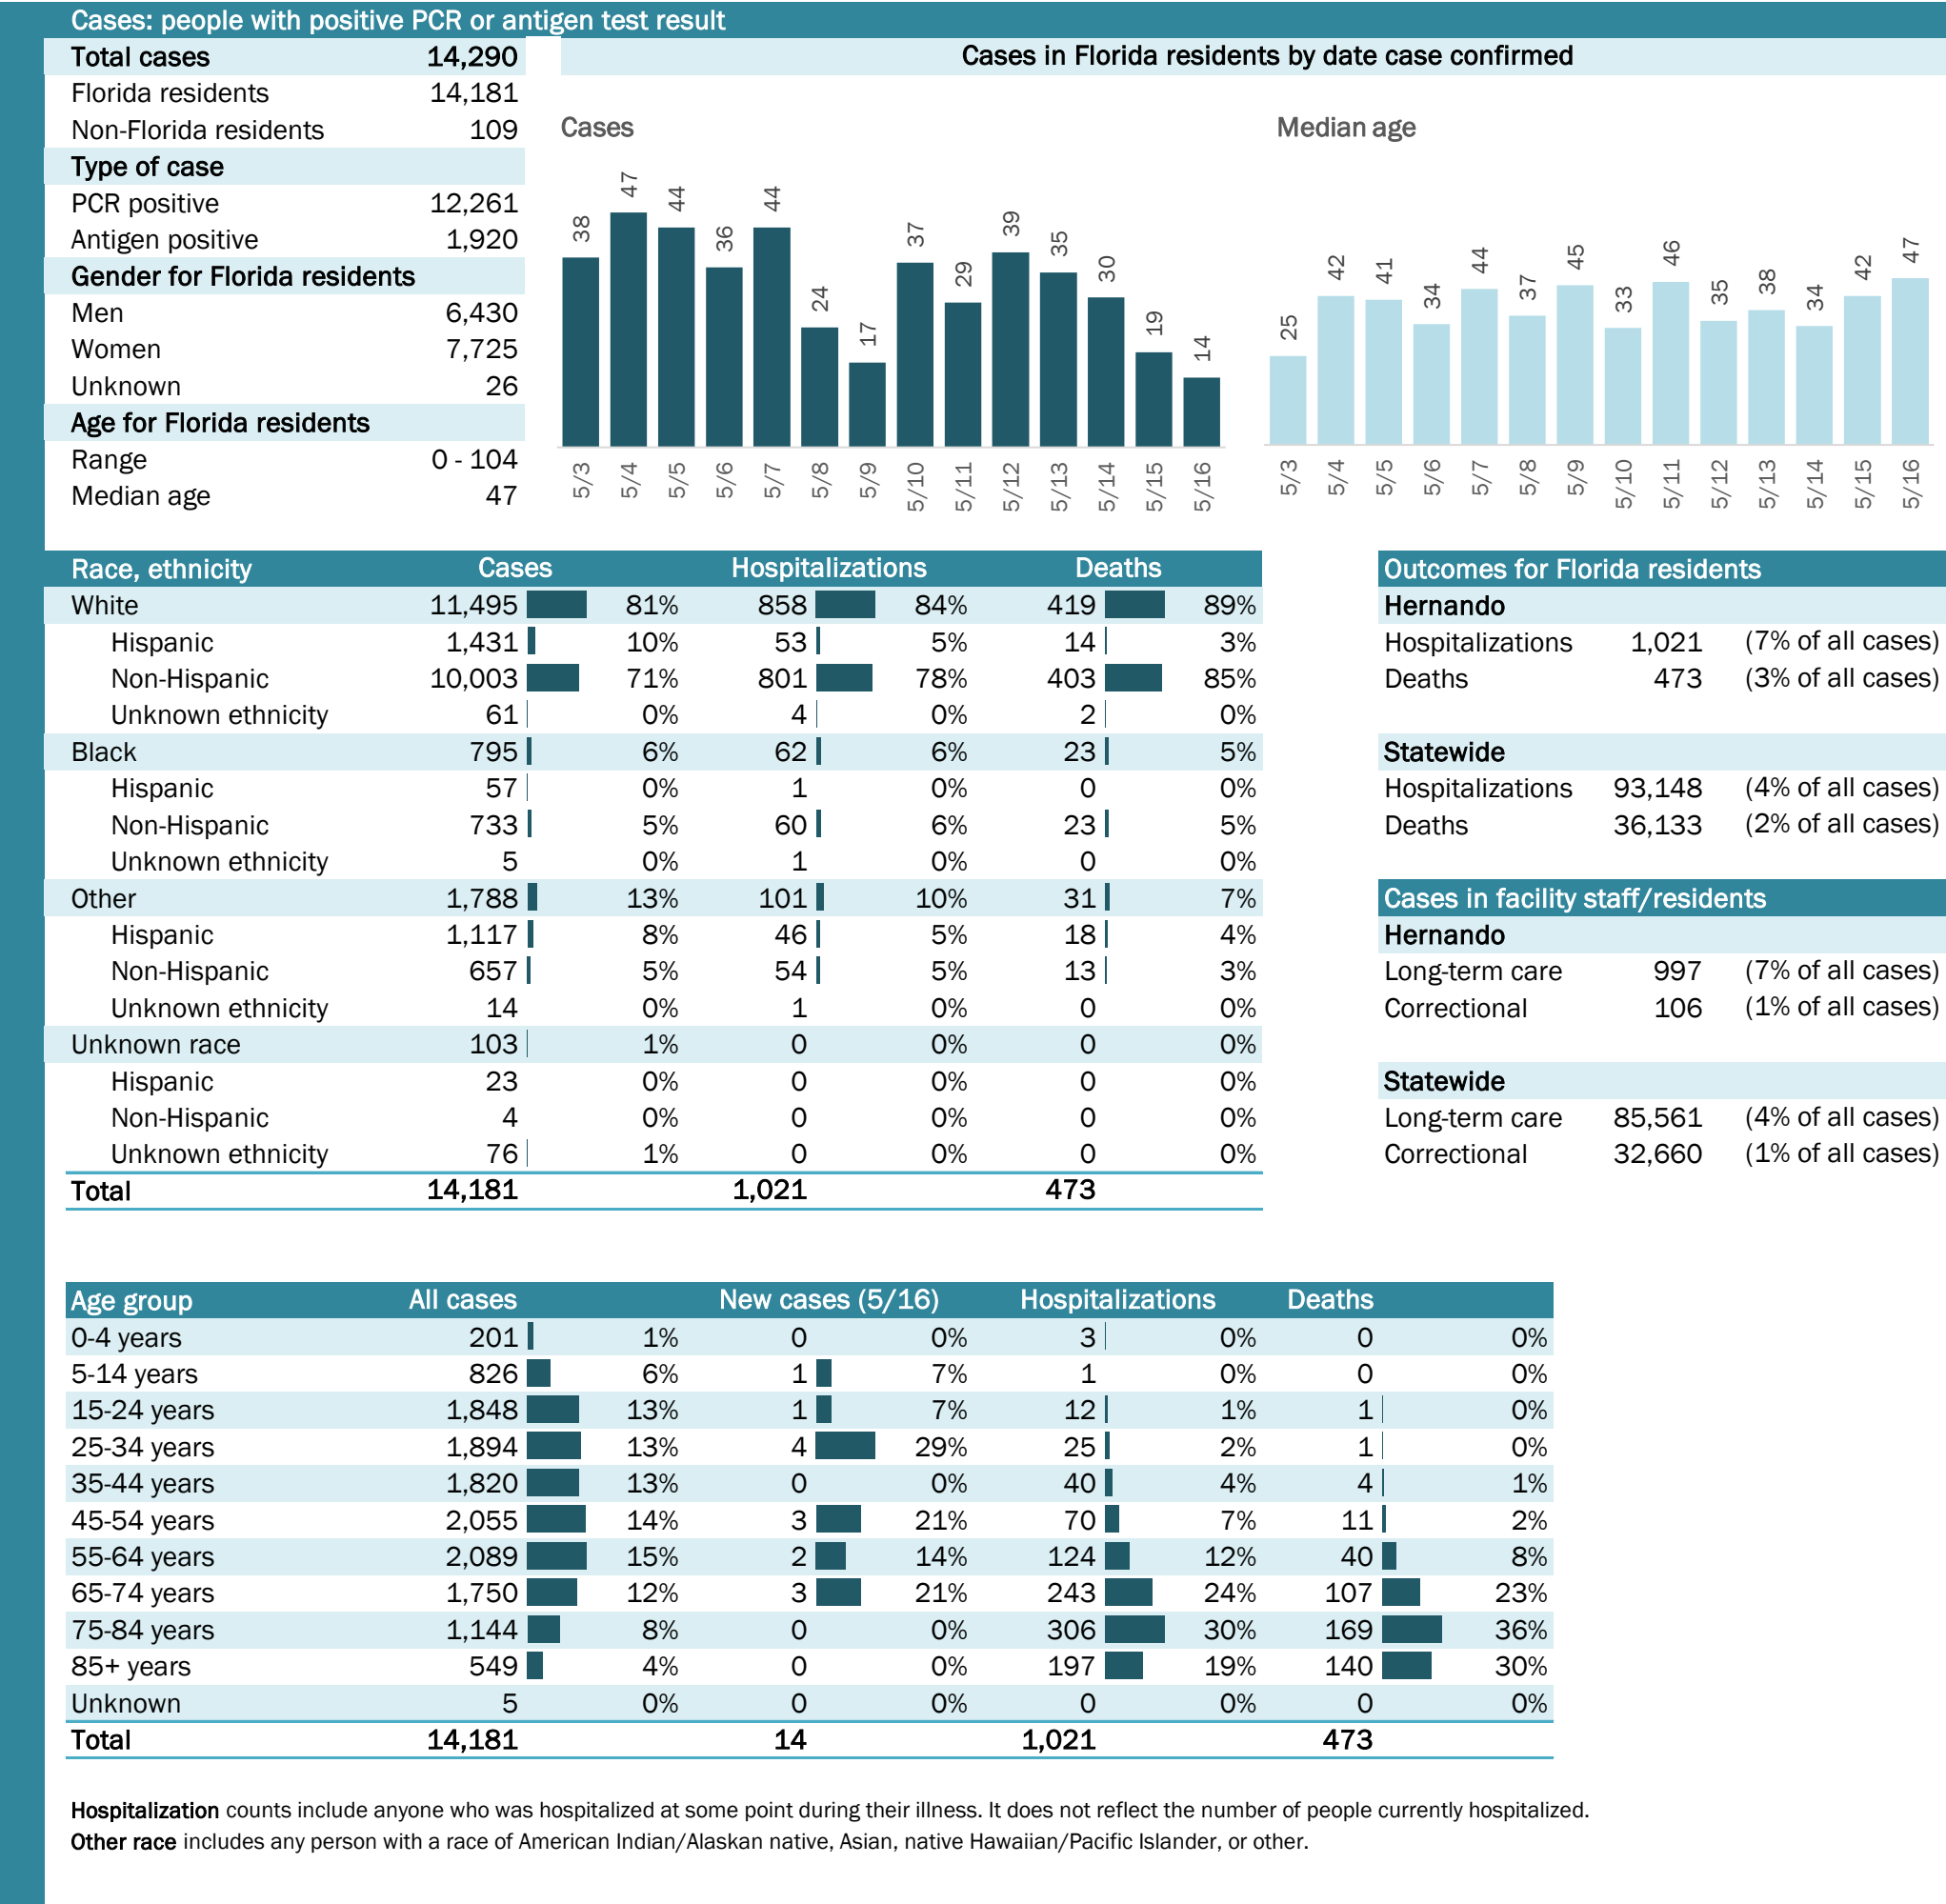 Cases: people with positive PCR or antigen test result
Total cases 14,290
Florida residents 14,181
Non-Florida residents 109
Type of case
PCR positive 12,261
Antigen positive 1,920
Gender for Florida residents
Men 6,430
Women 7,725
Unknown 26
Age for Florida residents
Range 0 - 104
Median age 47
Cases in Florida residents by date case confirmed
Cases
38 47 44 36 44 24 17 37 29 39 35 30 19 14
5/3 5/4 5/5 5/6 5/7 5/8 5/9 5/10 5/11 5/12 5/13 5/14 5/15 5/16
Median age
25 42 41 34 44 37 45 33 46 35 38 34 42 47
5/3 5/4 5/5 5/6 5/7 5/8 5/9 5/10 5/11 5/12 5/13 5/14 5/15 5/16
Race, ethnicity Cases Hospitalizations Deaths
White 11,495 81% 858 84% 419 89%
Hispanic 1,431 10% 53 5% 14 3%
Non-Hispanic 10,003 71% 801 78% 403 85%
Unknown ethnicity 61 0% 4 0% 2 0%
Black 795 6% 62 6% 23 5%
Hispanic 57 0% 1 0% 0 0%
Non-Hispanic 733 5% 60 6% 23 5%
Unknown ethnicity 5 0% 1 0% 0 0%
Other 1,788 13% 101 10% 31 7%
Hispanic 1,117 8% 46 5% 18 4%
Non-Hispanic 657 5% 54 5% 13 3%
Unknown ethnicity 14 0% 1 0% 0 0%
Unknown race 103 1% 0 0% 0 0%
Hispanic 23 0% 0 0% 0 0%
Non-Hispanic 4 0% 0 0% 0 0%
Unknown ethnicity 76 1% 0 0% 0 0%
Total 14,181 1,021 473
Outcomes for Florida residents
Hernando
Hospitalizations 1,021 (7% of all cases)
Deaths 473 (3% of all cases)
Statewide
Hospitalizations 93,148 (4% of all cases)
Deaths 36,133 (2% of all cases)
Cases in facility staff/residents
Hernando
Long-term care 997 (7% of all cases)
Correctional 106 (1% of all cases)
Statewide
Long-term care 85,561 (4% of all cases)
Correctional 32,660 (1% of all cases)
Age group All cases New cases (5/16) Hospitalizations Deaths
0-4 years 201 1% 0 0% 3 0% 0 0%
5-14 years 826 6% 1 7% 1 0% 0 0%
15-24 years 1,848 13% 1 7% 12 1% 1 0%
25-34 years 1,894 13% 4 29% 25 2% 1 0%
35-44 years 1,820 13% 0 0% 40 4% 4 1%
45-54 years 2,055 14% 3 21% 70 7% 11 2%
55-64 years 2,089 15% 2 14% 124 12% 40 8%
65-74 years 1,750 12% 3 21% 243 24% 107 23%
75-84 years 1,144 8% 0 0% 306 30% 169 36%
85+ years 549 4% 0 0% 197 19% 140 30%
Unknown 5 0% 0 0% 0 0% 0 0%
Total 14,181 14 1,021 473
Hospitalization counts include anyone who was hospitalized at some point during their illness. It does not reflect the number of people currently hospitalized.
Other race includes any person with a race of American Indian/Alaskan native, Asian, native Hawaiian/Pacific Islander, or other.